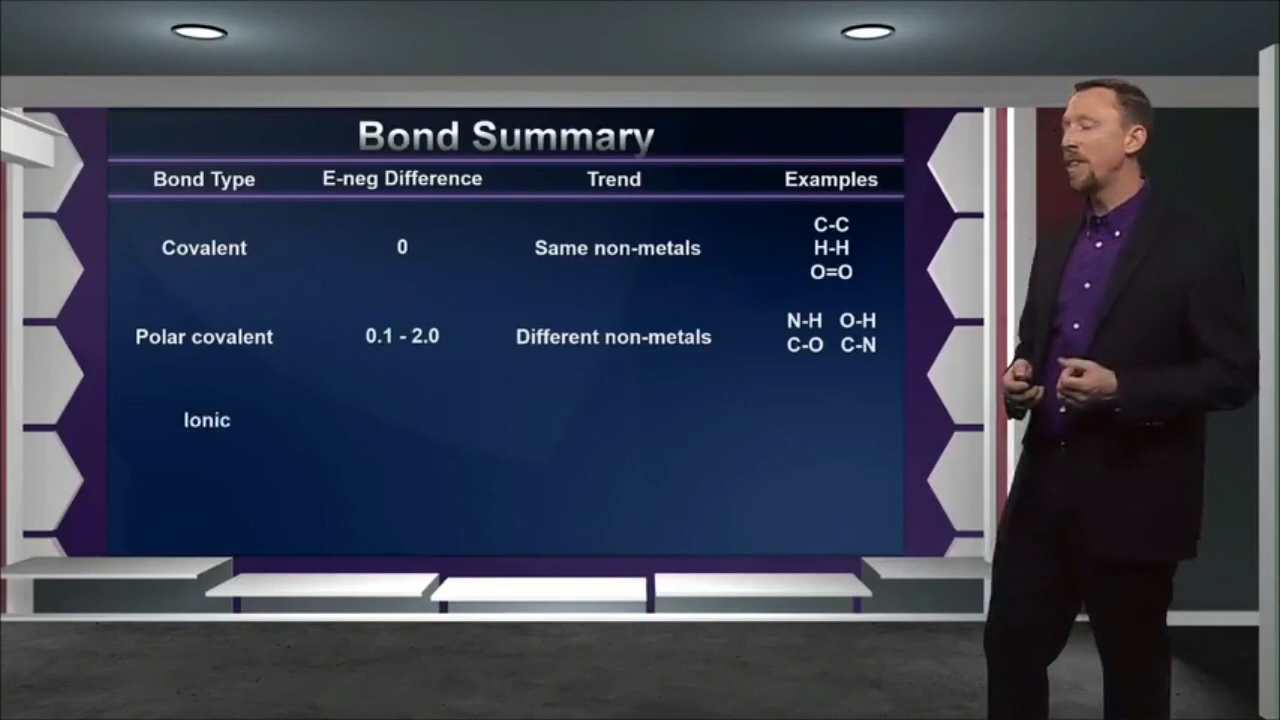 Bond Summary
Bond Type E-neg Difference Trend Examples
Covalent 0 Same non-metals C-C
H-H
O=O
Polar covalent 0.1 - 2.0 Different non-metals N-H O-H
C-O C-N
Ionic